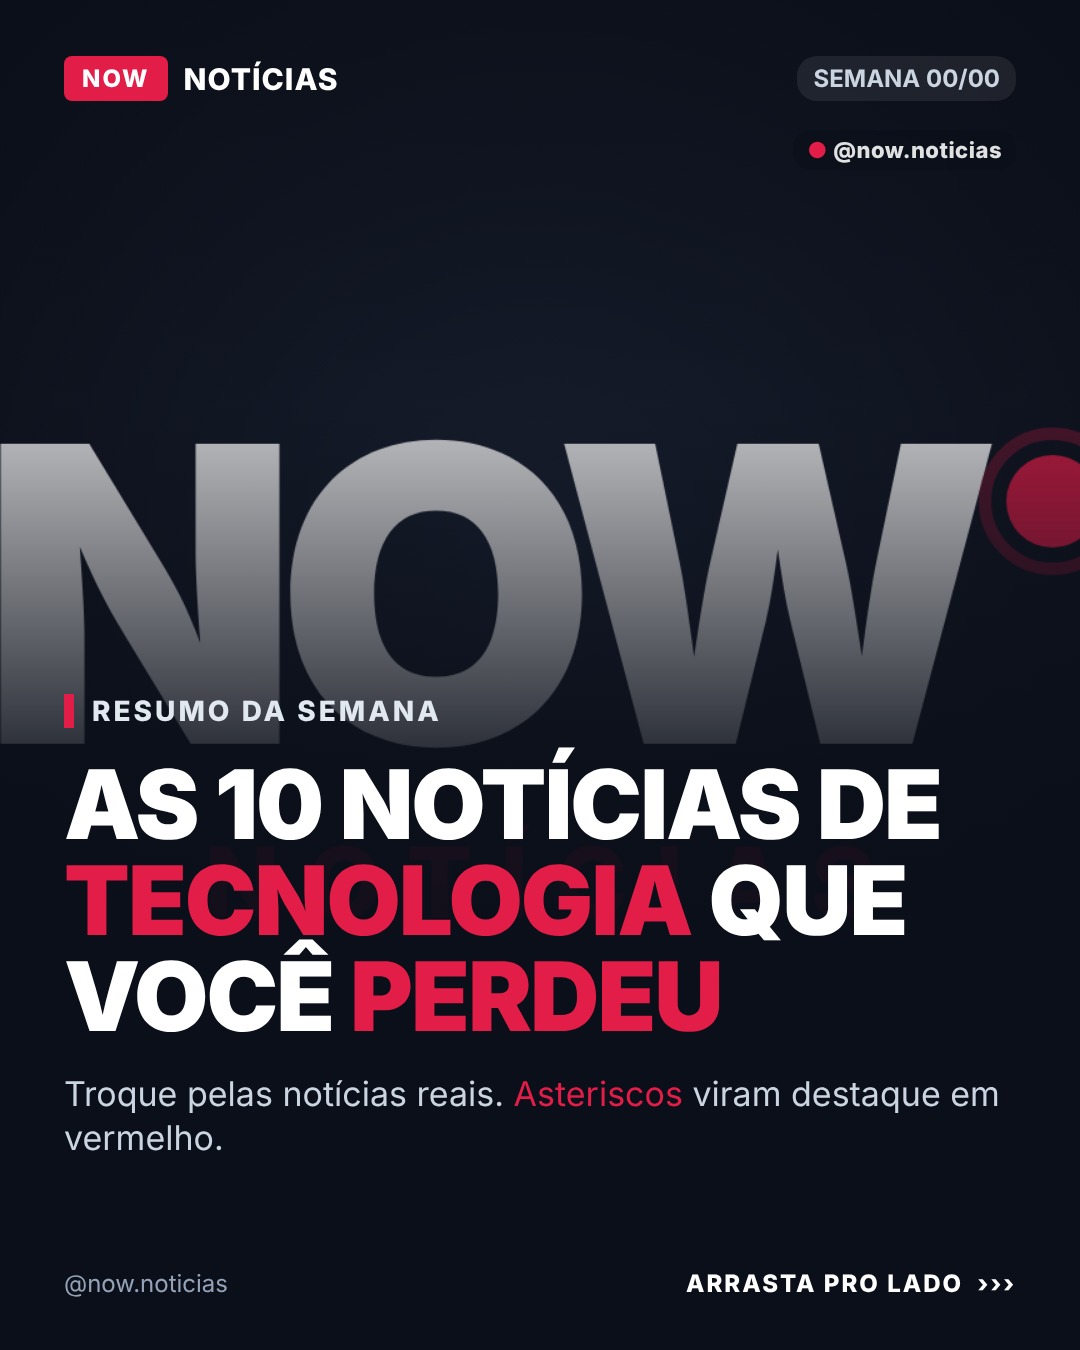 NOW NOTÍCIAS
SEMANA 00/00
@now.noticias
NOW
RESUMO DA SEMANA
AS 10 NOTÍCIAS DE
TECNOLOGIA QUE
VOCÊ PERDEU
Troque pelas notícias reais. Asteriscos viram destaque em
vermelho.
@now.noticias
ARRASTA PRO LADO ›››